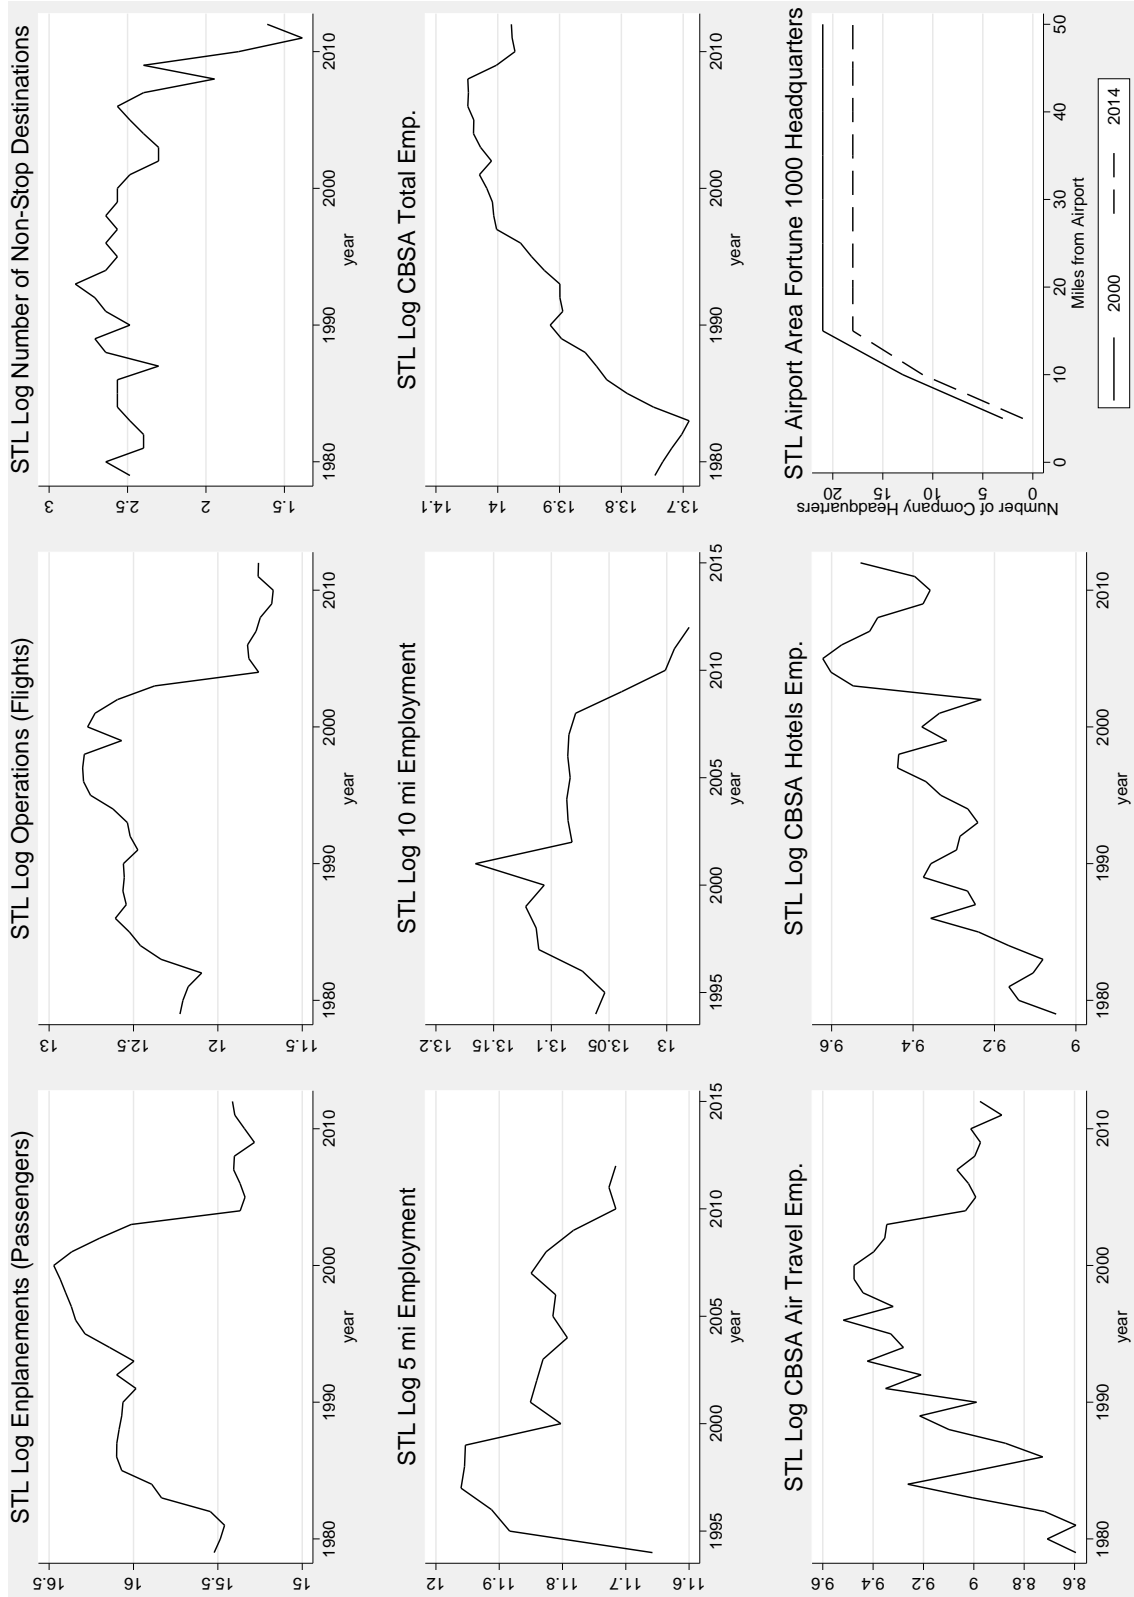 STL Log Enplanements (Passengers)
16.5
16
15.5
15
1980 1990 2000 2010
year
STL Log Operations (Flights)
13
12.5
12
11.5
1980 1990 2000 2010
year
STL Log Number of Non-Stop Destinations
3
2.5
2
1.5
1980 1990 2000 2010
year
STL Log 5 mi Employment
12
11.9
11.8
11.7
11.6
1995 2000 2005 2010 2015
year
STL Log 10 mi Employment
13.2
13.15
13.1
13.05
13
1995 2000 2005 2010 2015
year
STL Log CBSA Total Emp.
14.1
14
13.9
13.8
13.7
1980 1990 2000 2010
year
STL Log CBSA Air Travel Emp.
9.6
9.4
9.2
9
8.8
8.6
1980 1990 2000 2010
year
STL Log CBSA Hotels Emp.
9.6
9.4
9.2
9
1980 1990 2000 2010
year
STL Airport Area Fortune 1000 Headquarters
Number of Company Headquarters
20
15
10
5
0
0 10 20 30 40 50
Miles from Airport
2000 2014